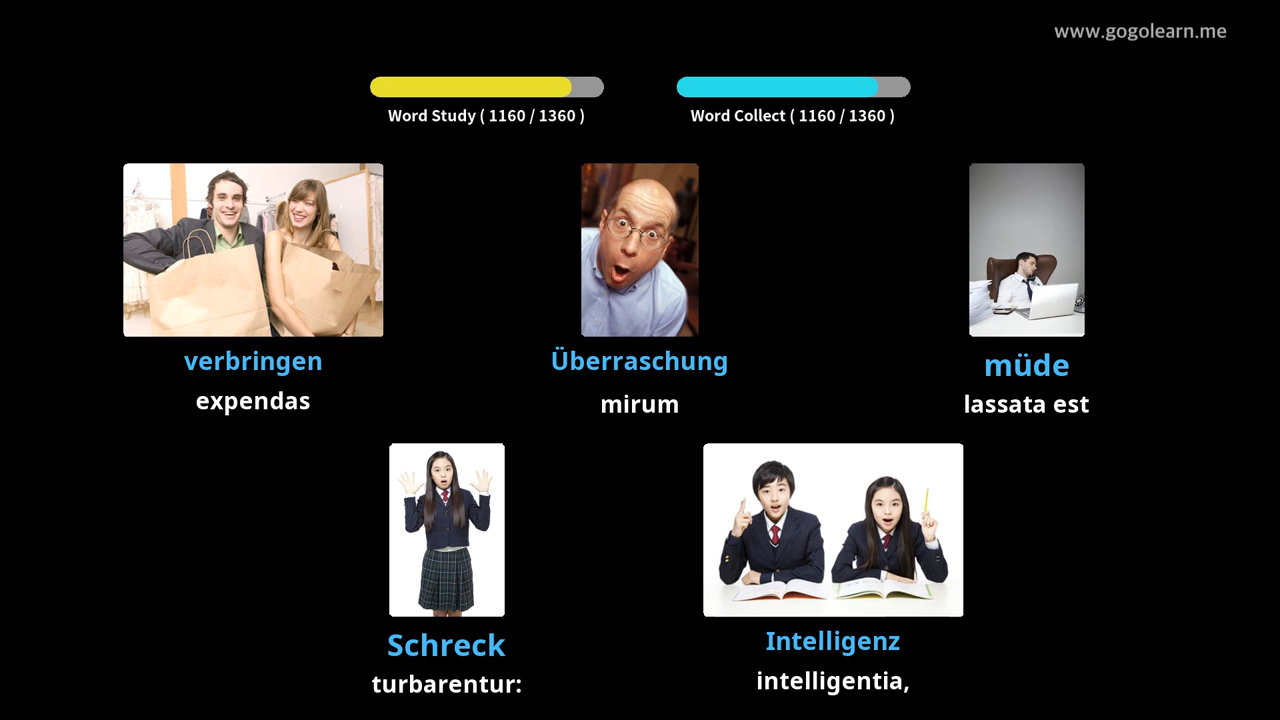 www.gogolearn.me
Word Study ( 1160 / 1360 )
Word Collect ( 1160 / 1360 )
verbringen
expendas
Überraschung
mirum
müde
lassata est
Schreck
turbarentur:
Intelligenz
intelligentia,